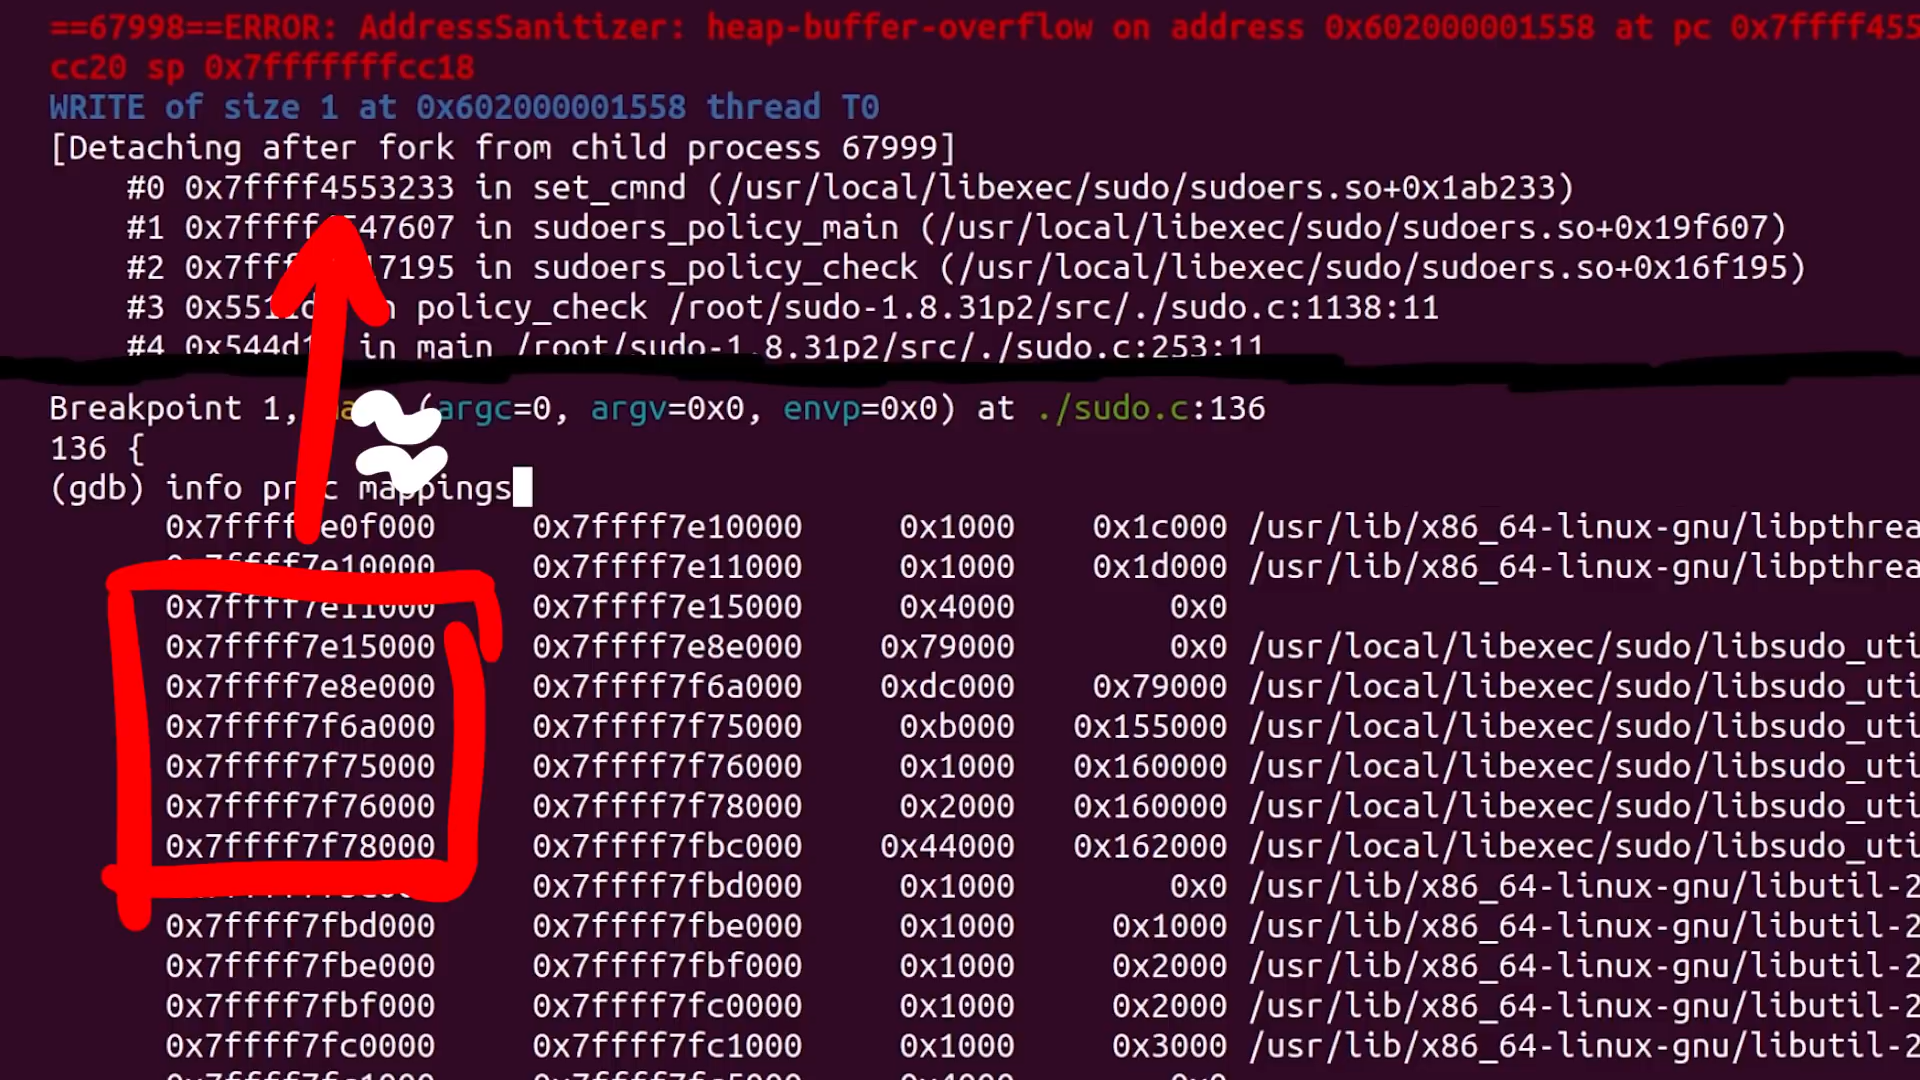 ==67998==ERROR: AddressSanitizer: heap-buffer-overflow on address 0x602000001558 at pc 0x7ffff455
cc20 sp 0x7fffffffcc18
WRITE of size 1 at 0x602000001558 thread T0
[Detaching after fork from child process 67999]
#0 0x7ffff4553233 in set_cmnd (/usr/local/libexec/sudo/sudoers.so+0x1ab233)
#1 in sudoers_policy_main (/usr/local/libexec/sudo/sudoers.so+0x19f607)
#2 in sudoers_policy_check (/usr/local/libexec/sudo/sudoers.so+0x16f195)
#3 policy_check /root/sudo-1.8.31p2/src/./sudo.c:1138:11
#4 in main /root/sudo-1.8.31p2/src/./sudo.c:253:11
Breakpoint 1, (argc=0, argv=0x0, envp=0x0) at ./sudo.c:136
136 {
(gdb) info mappings
0x7ffff7e10000 0x1000 0x1c000 /usr/lib/x86_64-linux-gnu/libpthrea
0x7ffff7e10000 0x7ffff7e11000 0x1000 0x1d000 /usr/lib/x86_64-linux-gnu/libpthrea
0x7ffff7e11000 0x7ffff7e15000 0x4000 0x0
0x7ffff7e15000 0x7ffff7e8e000 0x79000 0x0 /usr/local/libexec/sudo/libsudo_uti
0x7ffff7e8e000 0x7ffff7f6a000 0xdc000 0x79000 /usr/local/libexec/sudo/libsudo_uti
0x7ffff7f6a000 0x7ffff7f75000 0xb000 0x155000 /usr/local/libexec/sudo/libsudo_uti
0x7ffff7f75000 0x7ffff7f76000 0x1000 0x160000 /usr/local/libexec/sudo/libsudo_uti
0x7ffff7f76000 0x7ffff7f78000 0x2000 0x160000 /usr/local/libexec/sudo/libsudo_uti
0x7ffff7f78000 0x7ffff7fbc000 0x44000 0x162000 /usr/local/libexec/sudo/libsudo_uti
0x7ffff7fbd000 0x1000 0x0 /usr/lib/x86_64-linux-gnu/libutil-2
0x7ffff7fbd000 0x7ffff7fbe000 0x1000 0x1000 /usr/lib/x86_64-linux-gnu/libutil-2
0x7ffff7fbe000 0x7ffff7fbf000 0x1000 0x2000 /usr/lib/x86_64-linux-gnu/libutil-2
0x7ffff7fbf000 0x7ffff7fc0000 0x1000 0x2000 /usr/lib/x86_64-linux-gnu/libutil-2
0x7ffff7fc0000 0x7ffff7fc1000 0x1000 0x3000 /usr/lib/x86_64-linux-gnu/libutil-2